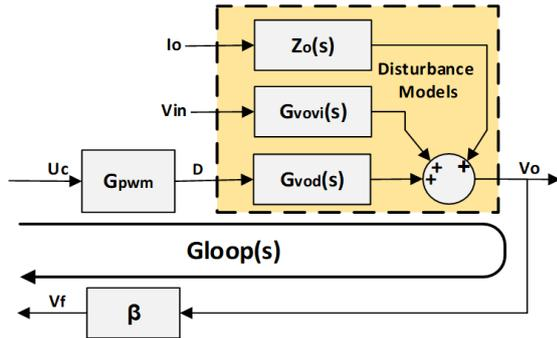 Io
Zo(s)
Disturbance
Models
Vin
Gvovi(s)
Uc
Gpwm
D
Gvod(s)
+
+
+
Vo
Gloop(s)
Vf
β